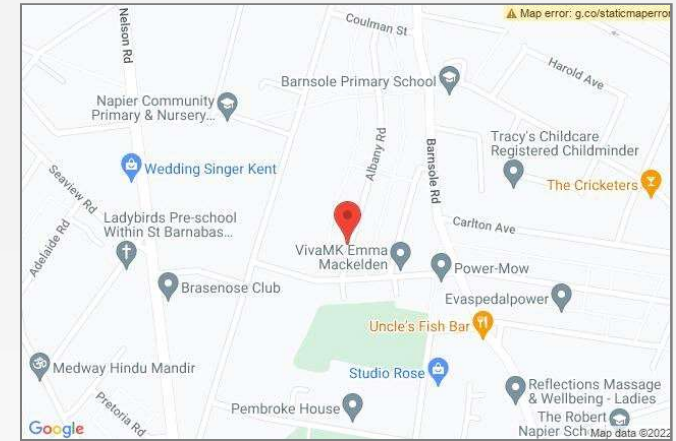 Map error: g.co/staticmaperror
Coulman St
Nelson Rd
Harold Ave
Barnsole Primary School
Napier Community
Primary & Nursery...
Albany Rd
Barnsole Rd
Tracy's Childcare
Registered Childminder
Wedding Singer Kent
The Cricketers
Seaview Rd
Adelaide Rd
Ladybirds Pre-school
Within St Barnabas...
Carlton Ave
VivaMK Emma
Mackelden
Power-Mow
Brasenose Club
Evaspedalpower
Uncle's Fish Bar
Medway Hindu Mandir
Studio Rose
Reflections Massage
& Wellbeing - Ladies
Pretoria Rd
Pembroke House
The Robert
Napier Sch
Google
Map data ©2022